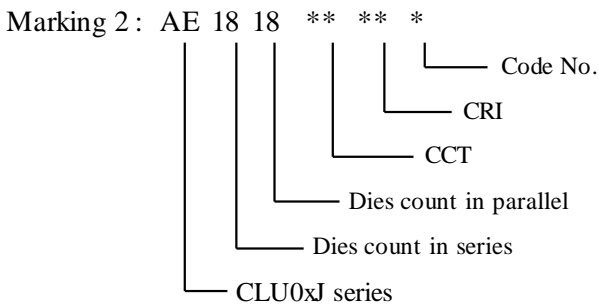 Marking 2 : AE 18 18 ** ** *
Code No.
CRI
CCT
Dies count in parallel
Dies count in series
CLU0xJ series